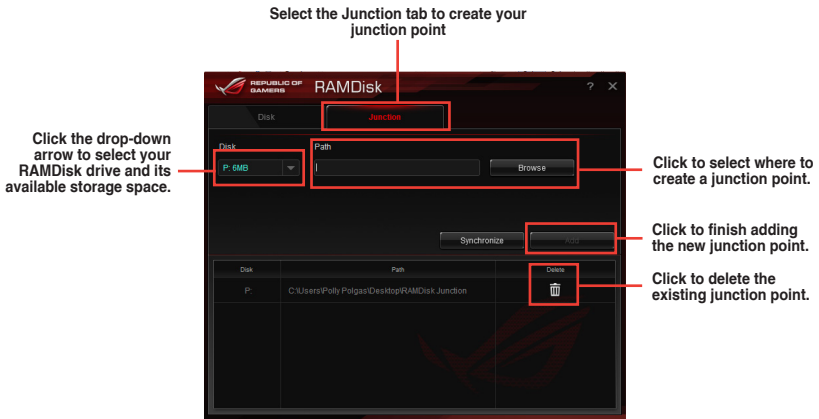 Select the Junction tab to create your
junction point
REPUBLIC OF
GAMERS
RAMDisk
? ×
Disk
Junction
Click the drop-down
arrow to select your
RAMDisk drive and its
available storage space.
Disk
Path
P: 6MB
Browse
Click to select where to
create a junction point.
Synchronize
Add
Click to finish adding
the new junction point.
Disk
Path
Delete
P:
C:\Users\Polly Polgas\Desktop\RAMDisk Junction
Click to delete the
existing junction point.